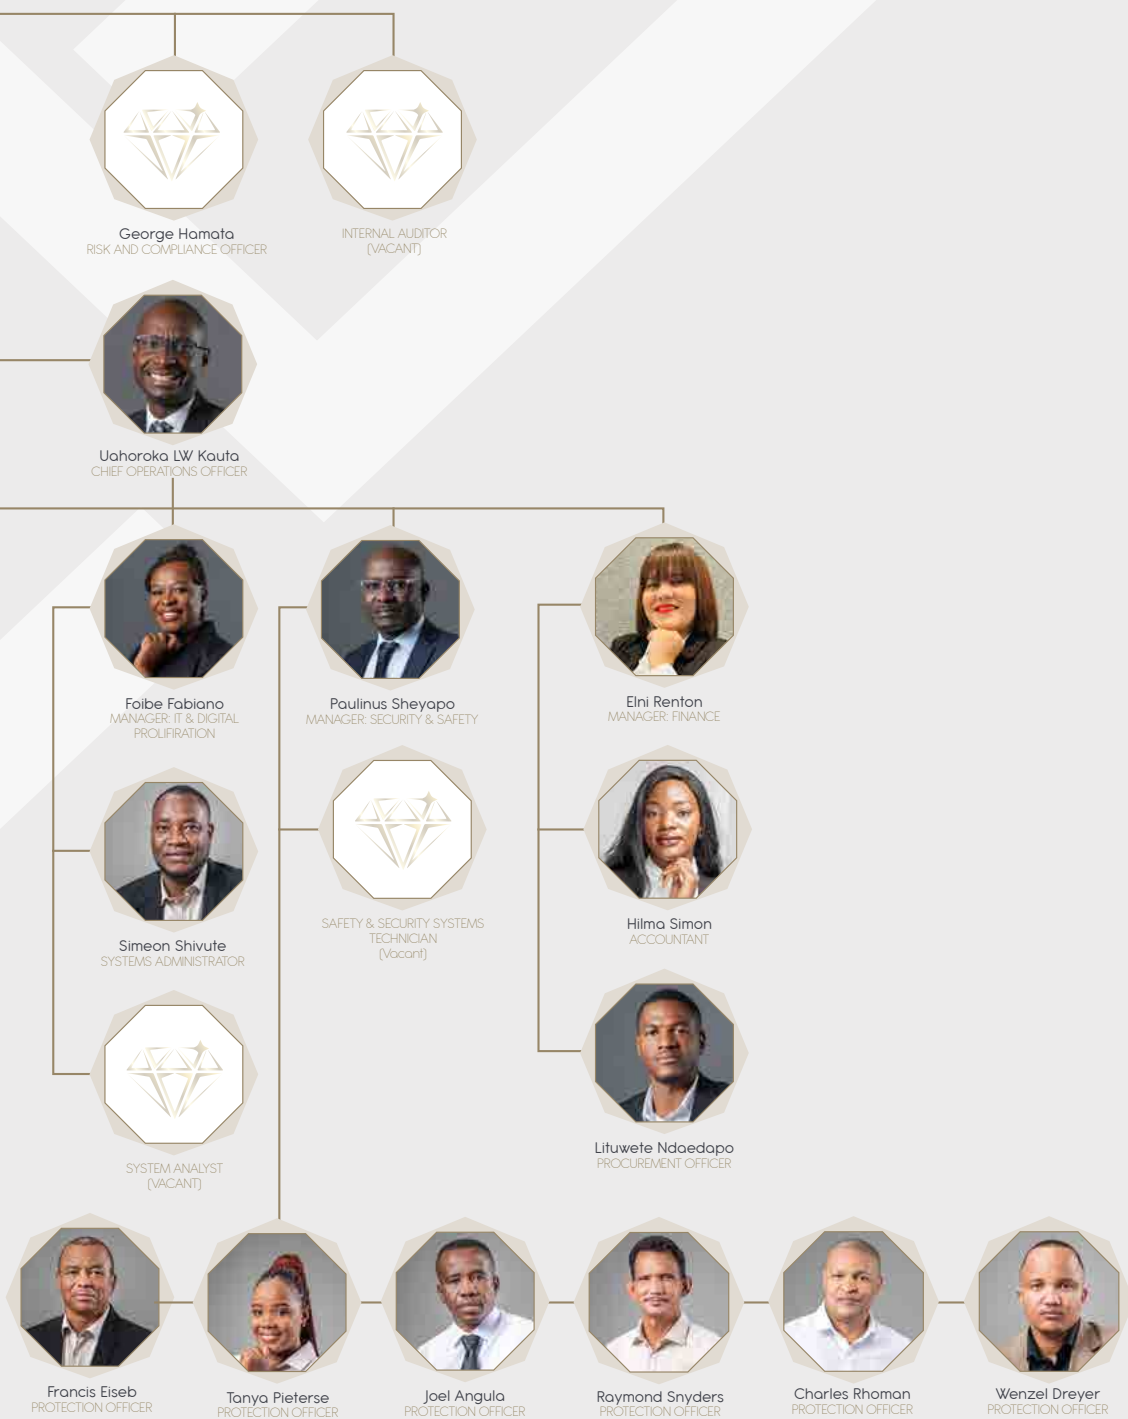 George Hamata
RISK AND COMPLIANCE OFFICER
INTERNAL AUDITOR
(VACANT)
Uahoroka LW Kauta
CHIEF OPERATIONS OFFICER
Foibe Fabiano
MANAGER: IT & DIGITAL
PROLIFIRATION
Paulinus Sheyapo
MANAGER: SECURITY & SAFETY
Elni Renton
MANAGER: FINANCE
Simeon Shivute
SYSTEMS ADMINISTRATOR
SAFETY & SECURITY SYSTEMS
TECHNICIAN
(Vacant)
Hilma Simon
ACCOUNTANT
SYSTEM ANALYST
(VACANT)
Lituwete Ndaedapo
PROCUREMENT OFFICER
Francis Eiseb
PROTECTION OFFICER
Tanya Pieterse
PROTECTION OFFICER
Joel Angula
PROTECTION OFFICER
Raymond Snyders
PROTECTION OFFICER
Charles Rhoman
PROTECTION OFFICER
Wenzel Dreyer
PROTECTION OFFICER